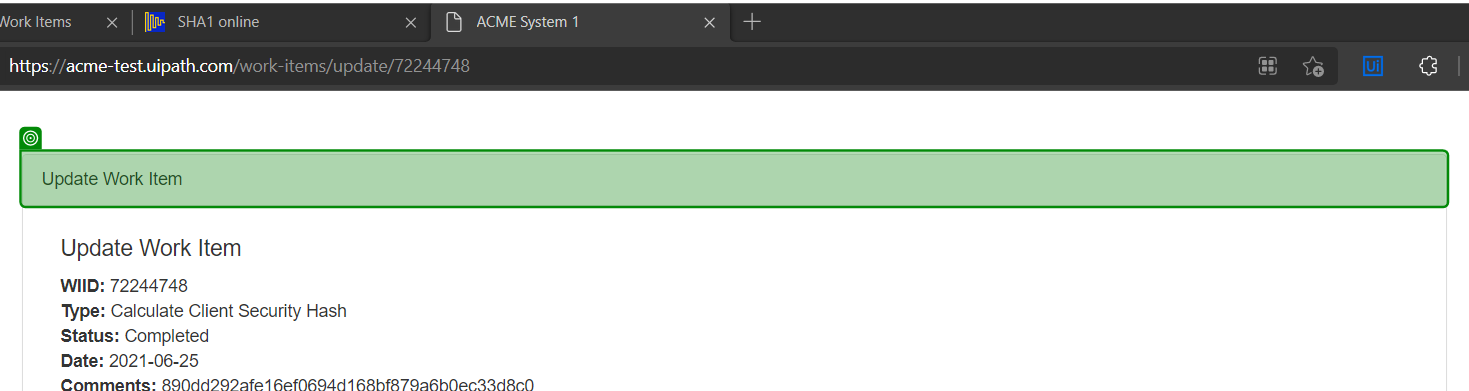 Work Items
SHA1 online
ACME System 1
https://acme-test.uipath.com/work-items/update/72244748
Ui
Update Work Item
Update Work Item
WIID: 72244748
Type: Calculate Client Security Hash
Status: Completed
Date: 2021-06-25
Comments: 890dd292afe16ef0694d168bf879a6b0ec33d8c0